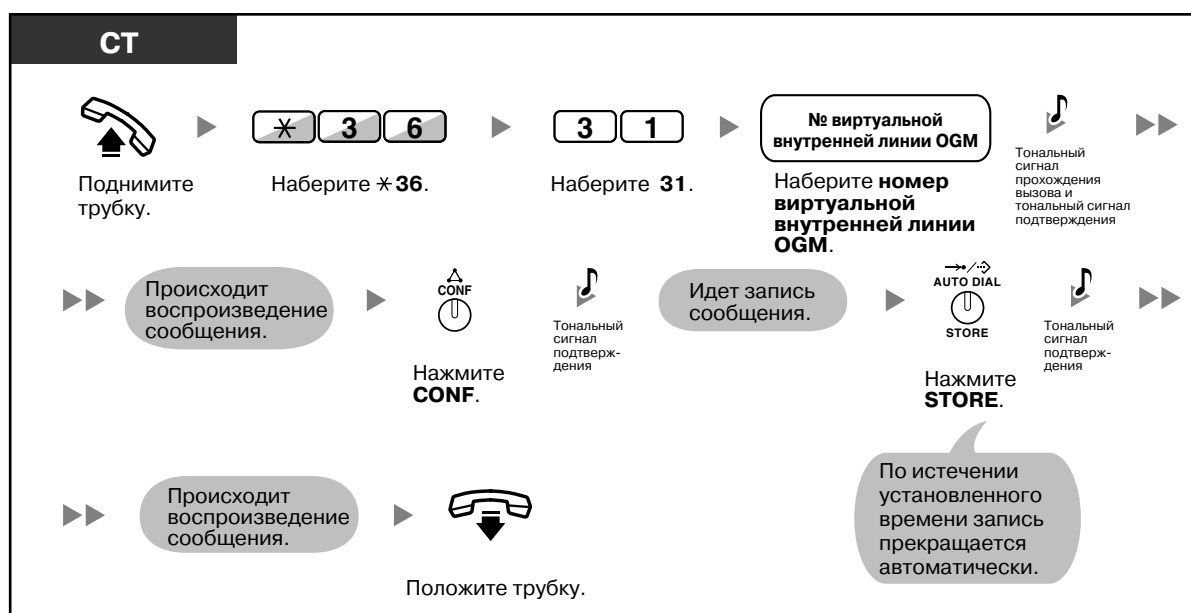 СТ
✳ 3 6
3 1
№ виртуальной
внутренней линии OGM
Поднимите
трубку.
Наберите ✳ 36.
Наберите 31.
Наберите номер
виртуальной
внутренней линии
OGM.
Тональный
сигнал
прохождения
вызова и
тональный сигнал
подтверждения
Происходит
воспроизведение
сообщения.
CONF
Нажмите
CONF.
Тональный
сигнал
подтверж-
дения
Идет запись
сообщения.
AUTO DIAL
STORE
Нажмите
STORE.
Тональный
сигнал
подтверж-
дения
По истечении
установленного
времени запись
прекращается
автоматически.
Происходит
воспроизведение
сообщения.
Положите трубку.